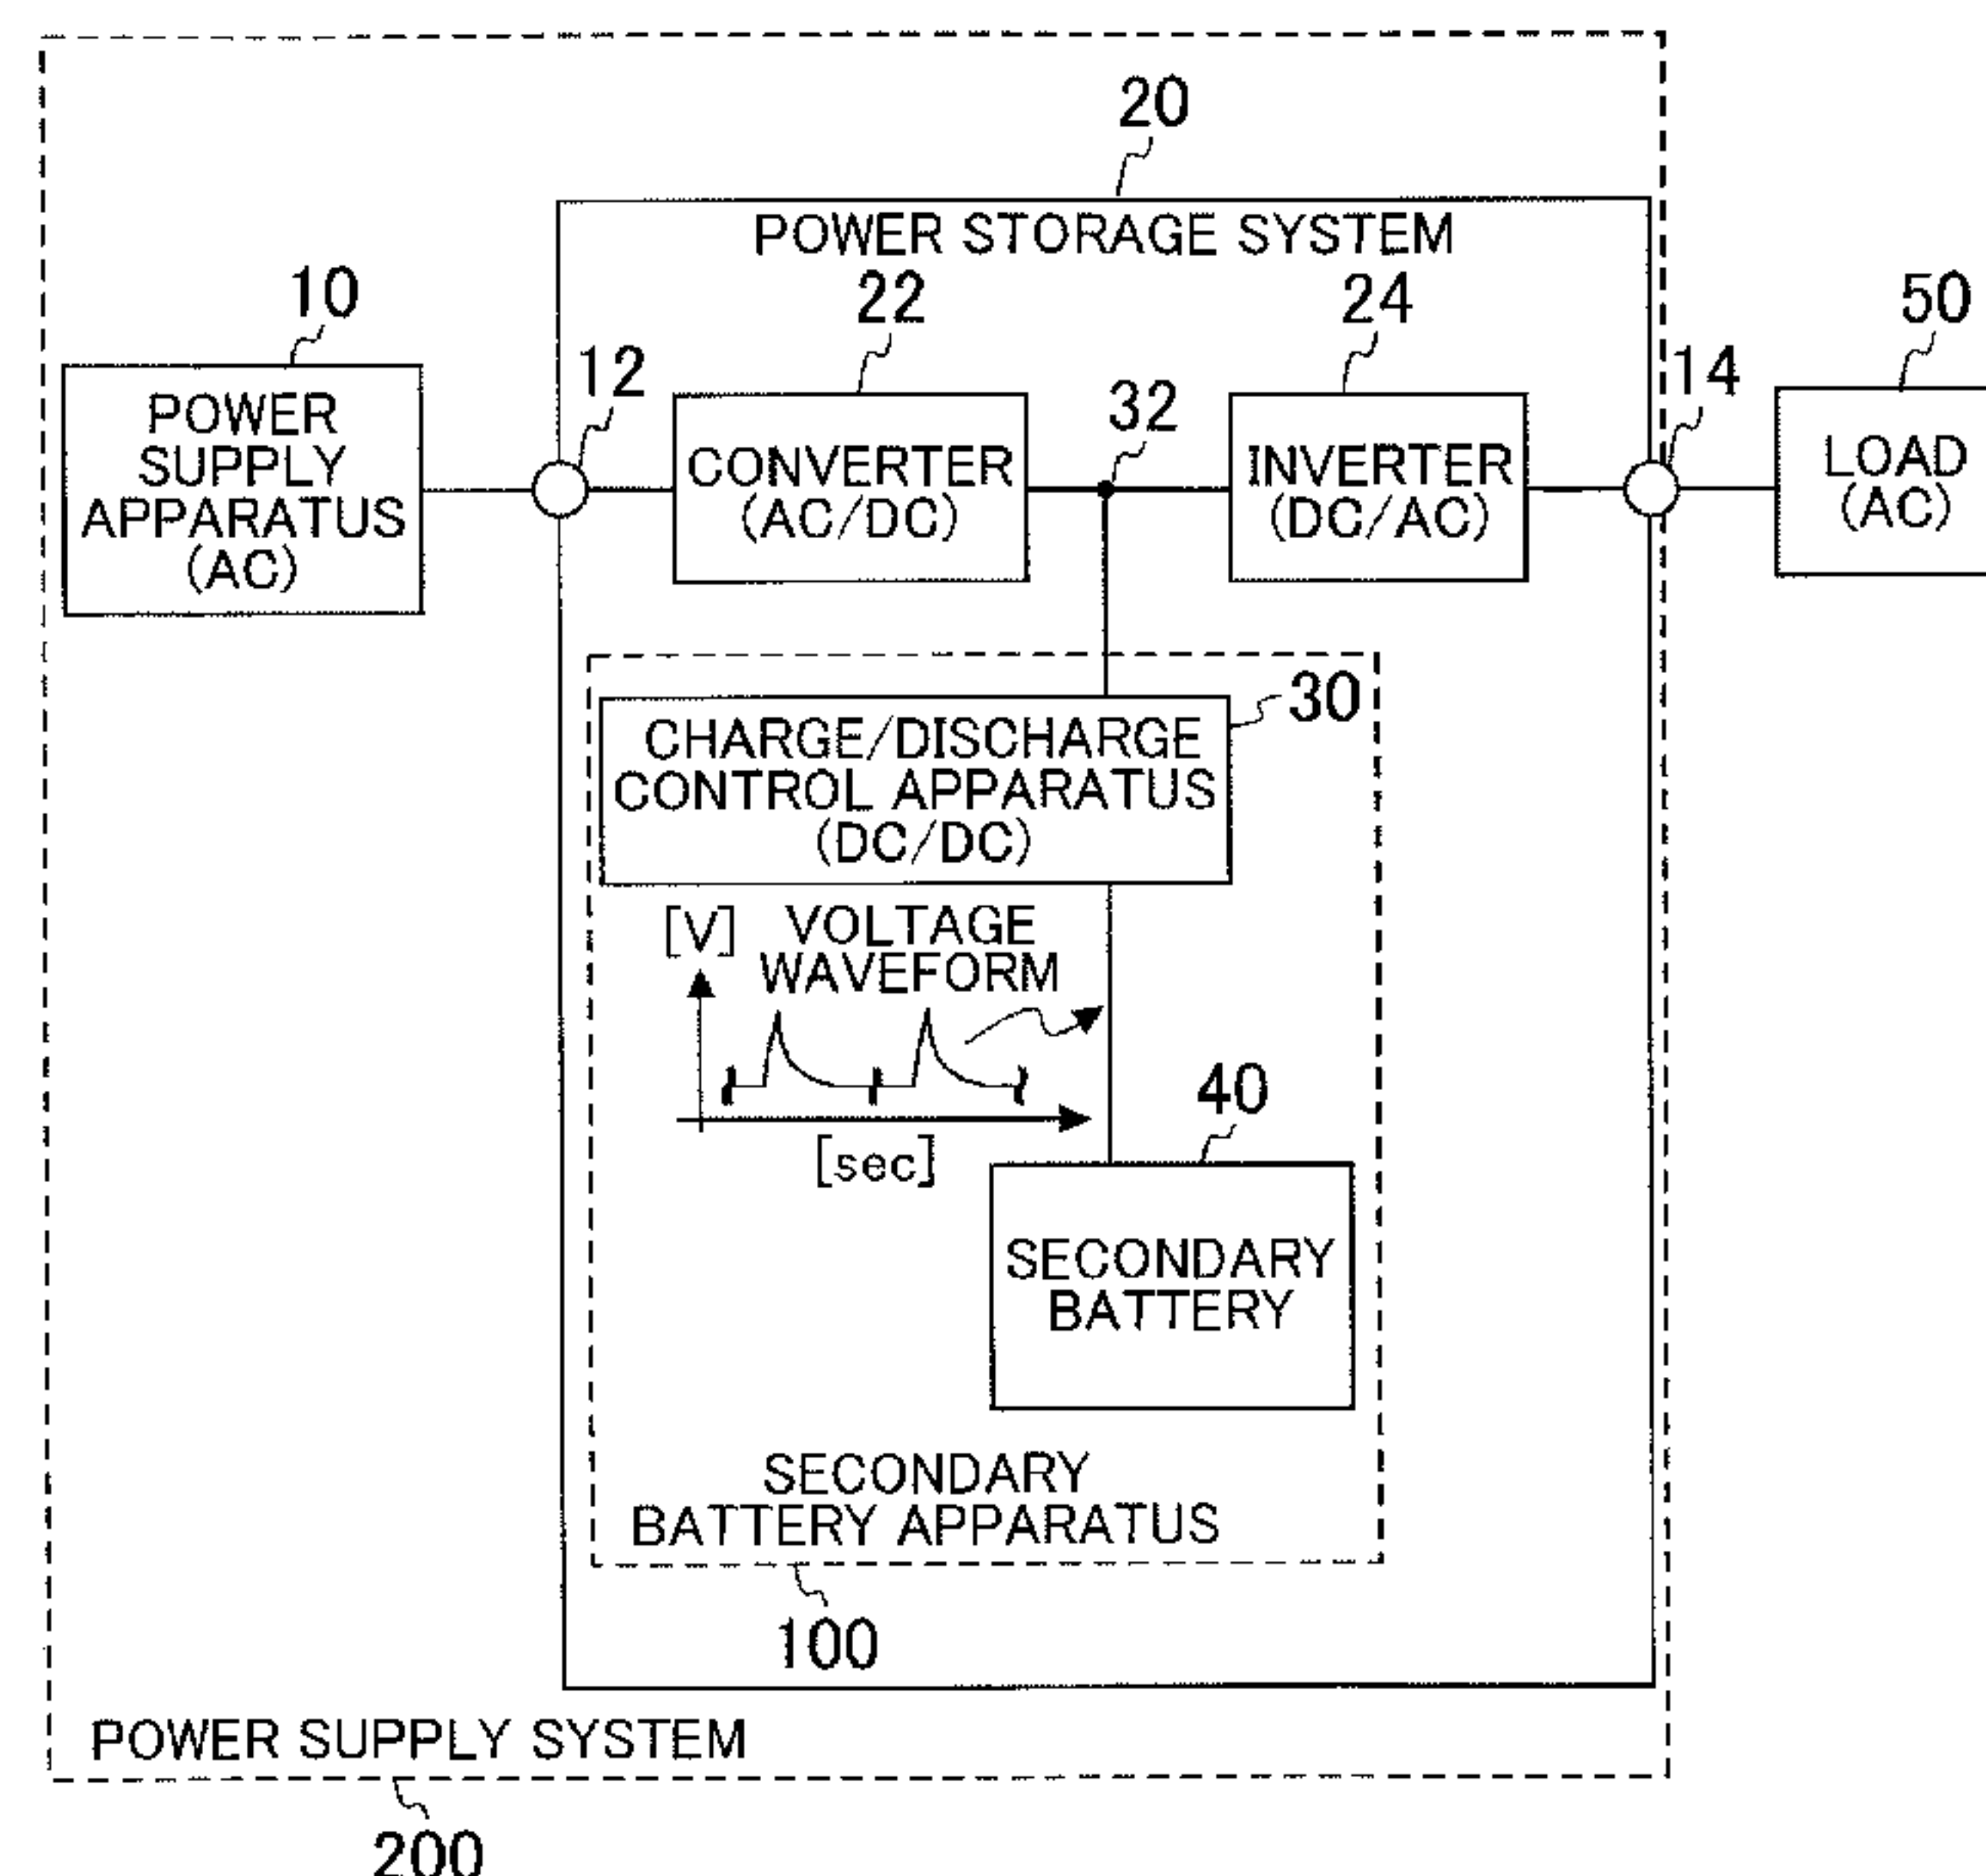 20
POWER STORAGE SYSTEM
10
22
24
50
12
32
14
POWER
SUPPLY
APPARATUS
(AC)
CONVERTER
(AC/DC)
INVERTER
(DC/AC)
LOAD
(AC)
30
CHARGE/DISCHARGE
CONTROL APPARATUS
(DC/DC)
[V]
VOLTAGE
WAVEFORM
[sec]
40
SECONDARY
BATTERY
SECONDARY
BATTERY APPARATUS
100
POWER SUPPLY SYSTEM
200